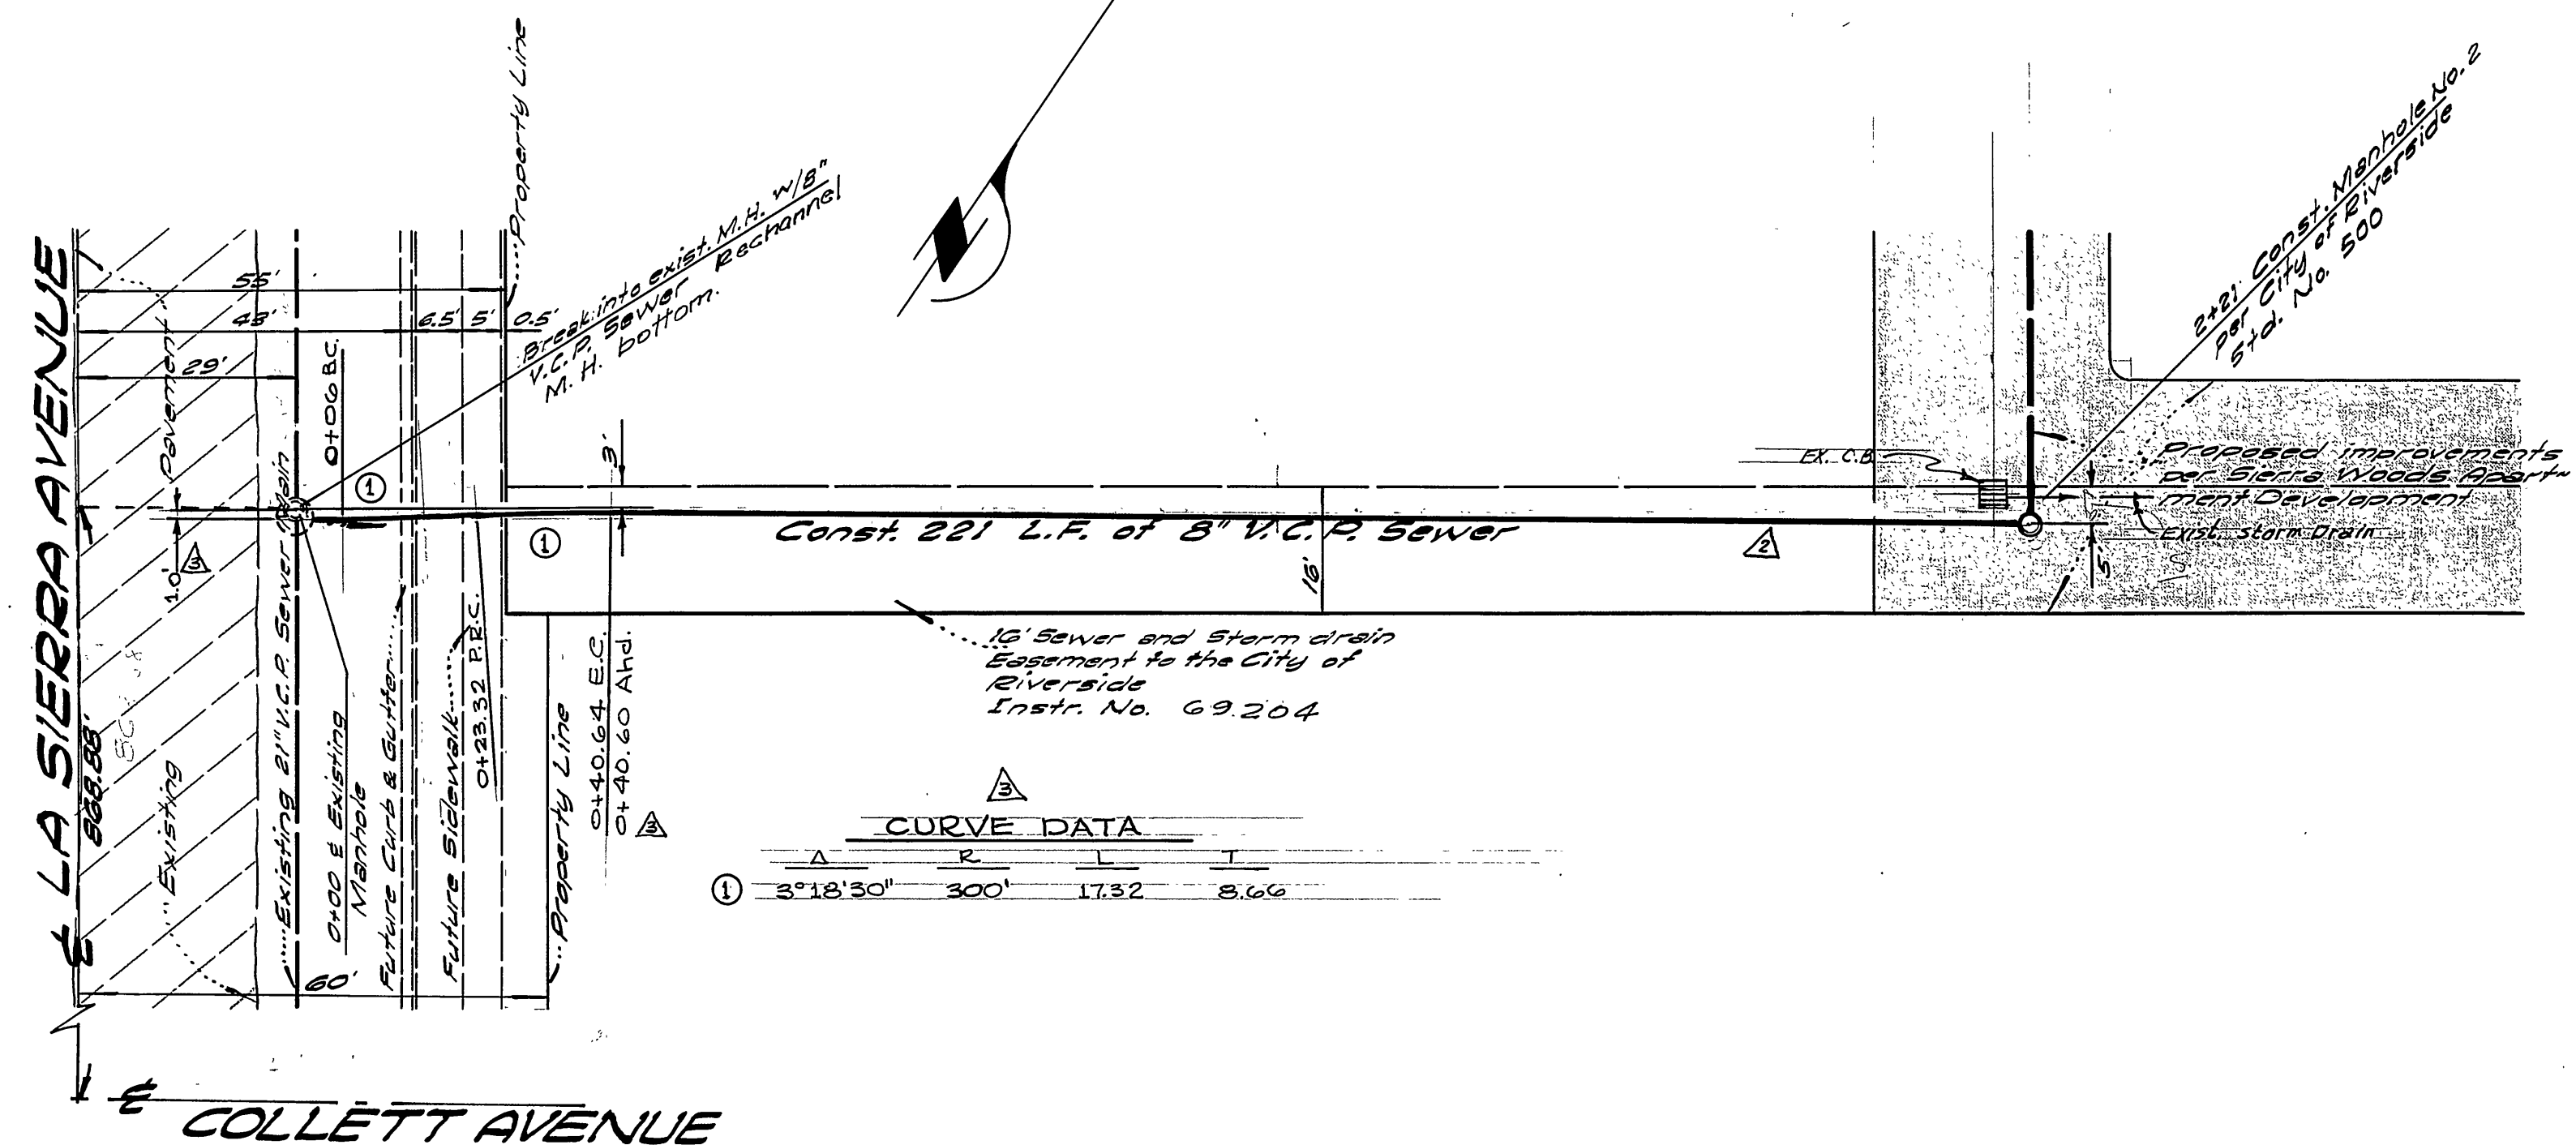 Property Line
Break into exist. M.H. w/8"
V.C.P. Sewer Rechannel
M.H. bottom.
2+21 Const. Manhole No. 2
per City of Riverside
Std. No. 500
55'
43'
6.5'
5'
0.5'
29'
Pavement
0+06 B.C.
1
3'
EX. C.B.
Proposed improvements
per Sierra Woods Apart-
ment Development
Exist. Storm Drain
5'
1
Const. 221 L.F. of 8" V.C.P. Sewer
2
16'
1.0'
3
℄ LA SIERRA AVENUE
868.88'
Existing
Existing 21" V.C.P. Sewer Main
0+00 ℄ Existing
Manhole
Future Curb & Gutter
Future Sidewalk
0+23.32 P.R.C.
Property Line
0+40.64 E.C.
0+40.60 Ahd.
3
60'
16' Sewer and Storm drain
Easement to the City of
Riverside
Instr. No. 69204
3
CURVE DATA
Δ R L T
1 3°18'30" 300' 17.32 8.66
℄ COLLETT AVENUE